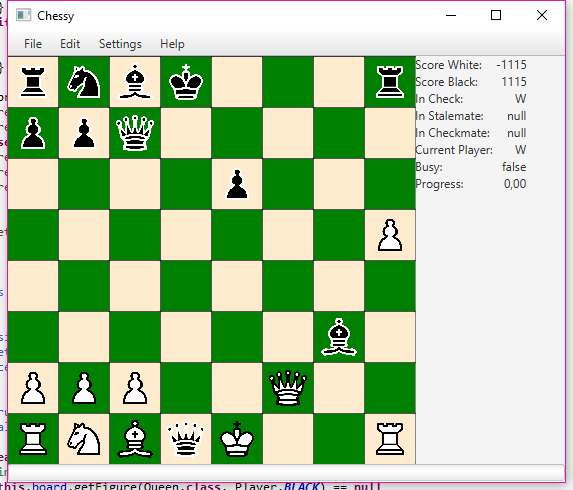 Chessy
File Edit Settings Help
Score White: -1115
Score Black: 1115
In Check: W
In Stalemate: null
In Checkmate: null
Current Player: W
Busy: false
Progress: 0,00
this.board.getFigure(Queen.class, Player.BLACK) == null